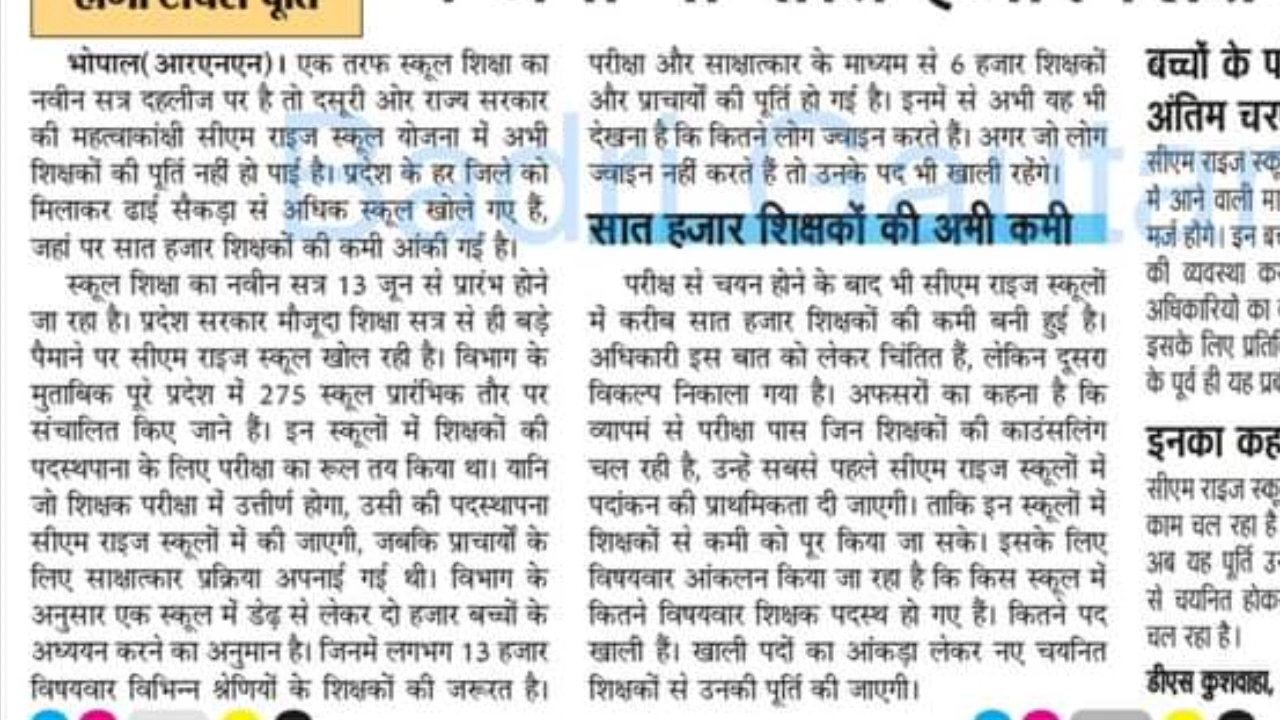 भोपाल(आरएनएन)। एक तरफ स्कूल शिक्षा का
नवीन सत्र दहलीज पर है तो दसूरी ओर राज्य सरकार
की महत्वाकांक्षी सीएम राइज स्कूल योजना में अभी
शिक्षकों की पूर्ति नहीं हो पाई है। प्रदेश के हर जिले को
मिलाकर ढाई सैकड़ा से अधिक स्कूल खोले गए हैं,
जहां पर सात हजार शिक्षकों की कमी आंकी गई है।
स्कूल शिक्षा का नवीन सत्र 13 जून से प्रारंभ होने
जा रहा है। प्रदेश सरकार मौजूदा शिक्षा सत्र से ही बड़े
पैमाने पर सीएम राइज स्कूल खोल रही है। विभाग के
मुताबिक पूरे प्रदेश में 275 स्कूल प्रारंभिक तौर पर
संचालित किए जाने हैं। इन स्कूलों में शिक्षकों की
पदस्थपाना के लिए परीक्षा का रूल तय किया था। यानि
जो शिक्षक परीक्षा में उत्तीर्ण होगा, उसी की पदस्थापना
सीएम राइज स्कूलों में की जाएगी, जबकि प्राचार्यों के
लिए साक्षात्कार प्रक्रिया अपनाई गई थी। विभाग के
अनुसार एक स्कूल में डेढ़ से लेकर दो हजार बच्चों के
अध्ययन करने का अनुमान है। जिनमें लगभग 13 हजार
विषयवार विभिन्न श्रेणियों के शिक्षकों की जरूरत है।
परीक्षा और साक्षात्कार के माध्यम से 6 हजार शिक्षकों
और प्राचार्यों की पूर्ति हो गई है। इनमें से अभी यह भी
देखना है कि कितने लोग ज्वाइन करते हैं। अगर जो लोग
ज्वाइन नहीं करते हैं तो उनके पद भी खाली रहेंगे।
सात हजार शिक्षकों की अभी कमी
परीक्ष से चयन होने के बाद भी सीएम राइज स्कूलों
में करीब सात हजार शिक्षकों की कमी बनी हुई है।
अधिकारी इस बात को लेकर चिंतित हैं, लेकिन दूसरा
विकल्प निकाला गया है। अफसरों का कहना है कि
व्यापमं से परीक्षा पास जिन शिक्षकों की काउंसलिंग
चल रही है, उन्हें सबसे पहले सीएम राइज स्कूलों में
पदांकन की प्राथमिकता दी जाएगी। ताकि इन स्कूलों में
शिक्षकों से कमी को पूर किया जा सके। इसके लिए
विषयवार आंकलन किया जा रहा है कि किस स्कूल में
कितने विषयवार शिक्षक पदस्थ हो गए हैं। कितने पद
खाली हैं। खाली पदों का आंकड़ा लेकर नए चयनित
शिक्षकों से उनकी पूर्ति की जाएगी।
बच्चों के
अंतिम
सीएम राइज
में आने वाली
मर्ज होंगे। इन
की व्यवस्था
अधिकारियो का
इसके लिए
के पूर्व ही यह
इनका
सीएम राइज
काम चल रहा है
अब यह पूर्ति
से चयनित
चल रहा है।
डीएस कुशवाहा,